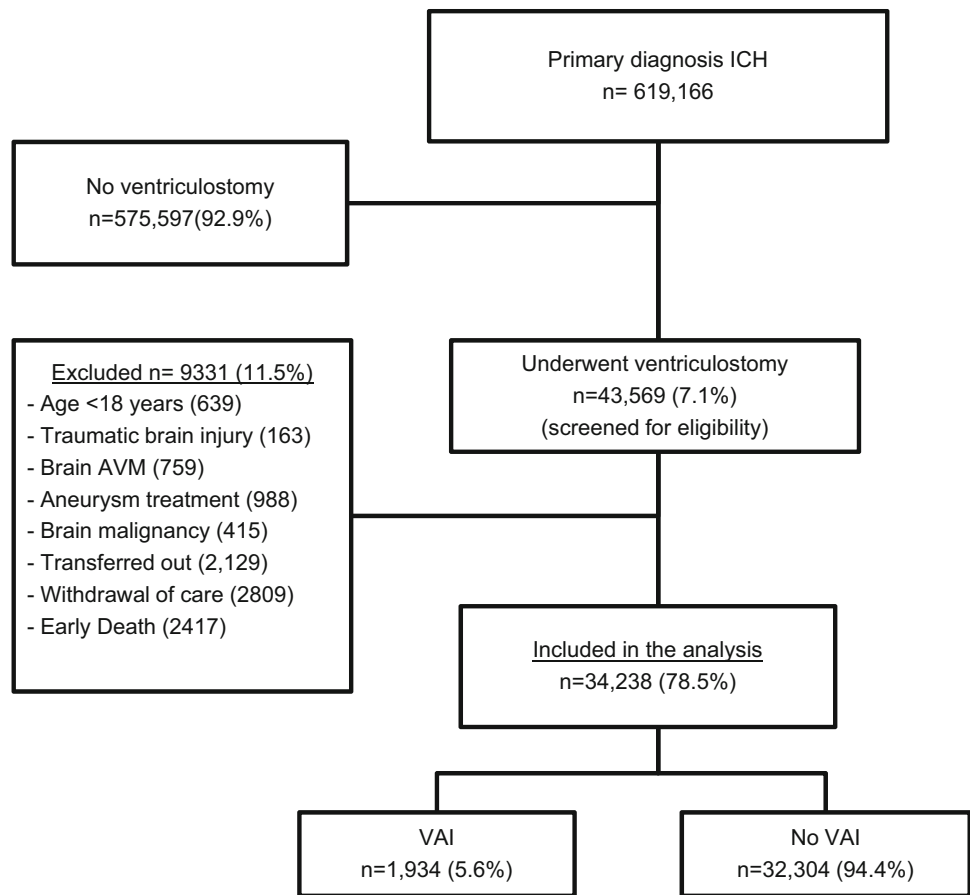 Primary diagnosis ICH
n= 619,166
No ventriculostomy
n=575,597(92.9%)
Underwent ventriculostomy
n=43,569 (7.1%)
(screened for eligibility)
Excluded n= 9331 (11.5%)
- Age <18 years (639)
- Traumatic brain injury (163)
- Brain AVM (759)
- Aneurysm treatment (988)
- Brain malignancy (415)
- Transferred out (2,129)
- Withdrawal of care (2809)
- Early Death (2417)
Included in the analysis
n=34,238 (78.5%)
VAI
n=1,934 (5.6%)
No VAI
n=32,304 (94.4%)